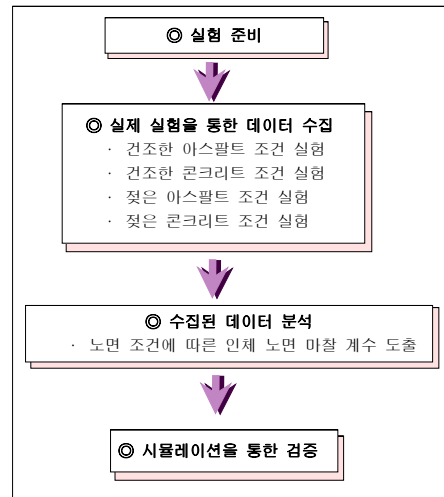 ◎ 실험 준비
◎ 실제 실험을 통한 데이터 수집
· 건조한 아스팔트 조건 실험
· 건조한 콘크리트 조건 실험
· 젖은 아스팔트 조건 실험
· 젖은 콘크리트 조건 실험
◎ 수집된 데이터 분석
· 노면 조건에 따른 인체 노면 마찰 계수 도출
◎ 시뮬레이션을 통한 검증